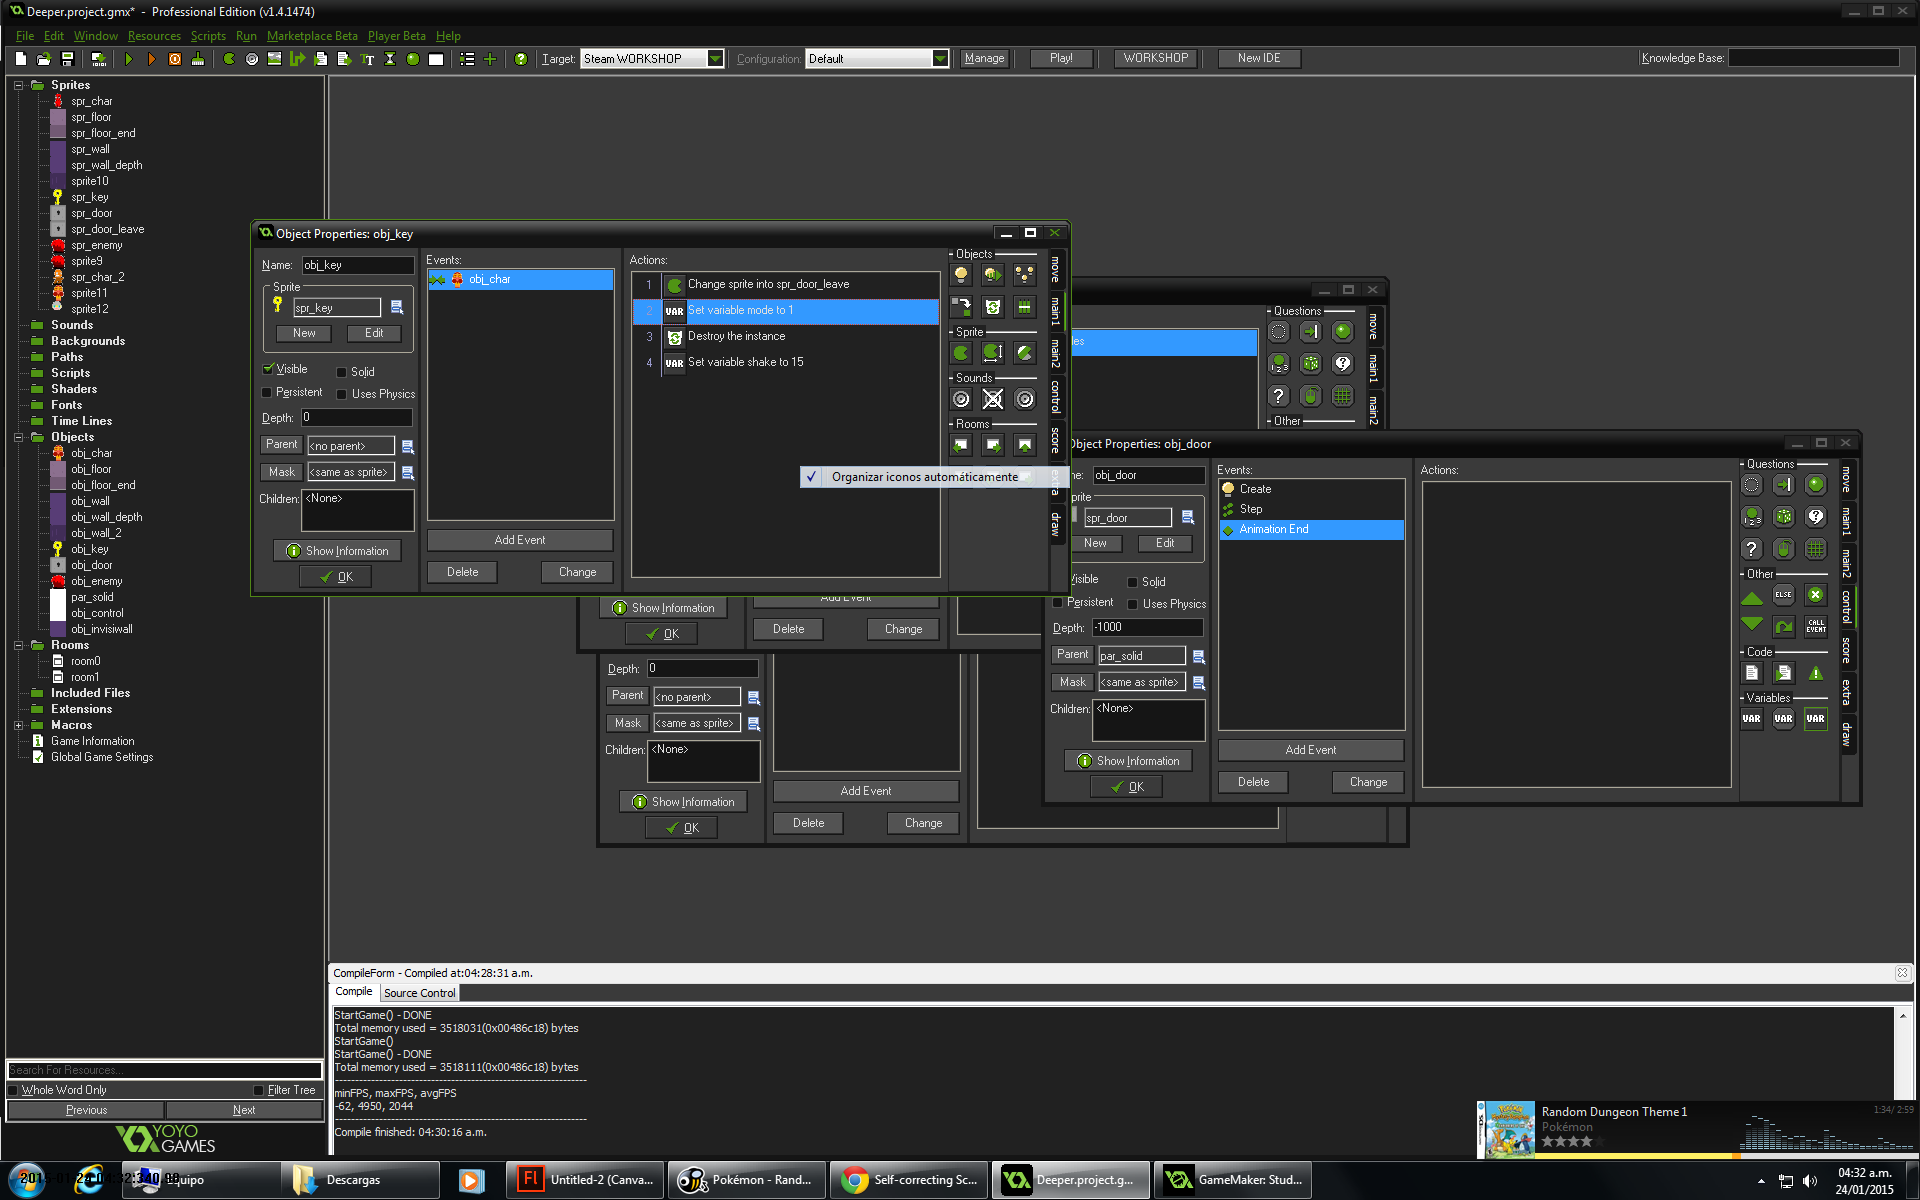 Deeper.project.gmx* - Professional Edition (v1.4.1474)
File Edit Window Resources Scripts Run Marketplace Beta Player Beta Help
Target: Steam WORKSHOP Configuration: Default Manage Play! WORKSHOP New IDE Knowledge Base:
Sprites
spr_char
spr_floor
spr_floor_end
spr_wall
spr_wall_depth
sprite10
spr_key
spr_door
spr_door_leave
spr_enemy
sprite9
spr_char_2
sprite11
sprite12
Sounds
Backgrounds
Paths
Scripts
Shaders
Fonts
Time Lines
Objects
obj_char
obj_floor
obj_floor_end
obj_wall
obj_wall_depth
obj_wall_2
obj_key
obj_door
obj_enemy
par_solid
obj_control
obj_invisiwall
Rooms
room0
room1
Included Files
Extensions
Macros
Game Information
Global Game Settings
Search For Resources...
Whole Word Only Filter Tree
Previous Next
YOYO
GAMES
Object Properties: obj_key
Name: obj_key
Sprite
spr_key
New Edit
Visible Solid
Persistent Uses Physics
Depth: 0
Parent <no parent>
Mask <same as sprite>
Children: <None>
Show Information
OK
Events:
obj_char
Add Event
Delete Change
Actions:
1 Change sprite into spr_door_leave
2 VAR Set variable mode to 1
3 Destroy the instance
4 VAR Set variable shake to 15
Objects
Sprite
Sounds
Rooms
move
main1
main2
control
score
extra
draw
Organizar iconos automáticamente
Questions
Other
move
main1
main2
Add Event
Show Information
OK
Delete Change
Depth: 0
Parent <no parent>
Mask <same as sprite>
Children: <None>
Show Information
OK
Add Event
Delete Change
Object Properties: obj_door
obj_door
spr_door
New Edit
Visible Solid
Persistent Uses Physics
Depth: -1000
Parent par_solid
Mask <same as sprite>
Children: <None>
Show Information
OK
Events:
Create
Step
Animation End
Add Event
Delete Change
Actions:
Questions
Other
ELSE
CALL EVENT
Code
Variables
VAR VAR VAR
move
main1
main2
control
score
extra
draw
CompileForm - Compiled at:04:28:31 a.m.
Compile Source Control
StartGame() - DONE
Total memory used = 3518031(0x00486c18) bytes
StartGame()
StartGame() - DONE
Total memory used = 3518111(0x00486c18) bytes
minFPS, maxFPS, avgFPS
-62, 4950, 2044
Compile finished: 04:30:16 a.m.
Random Dungeon Theme 1
1:34/ 2:59
Pokémon
Equipo
Descargas
Fl Untitled-2 (Canva...
Pokémon - Rand...
Self-correcting Sc...
Deeper.project.g...
GameMaker: Stud...
04:32 a.m.
24/01/2015